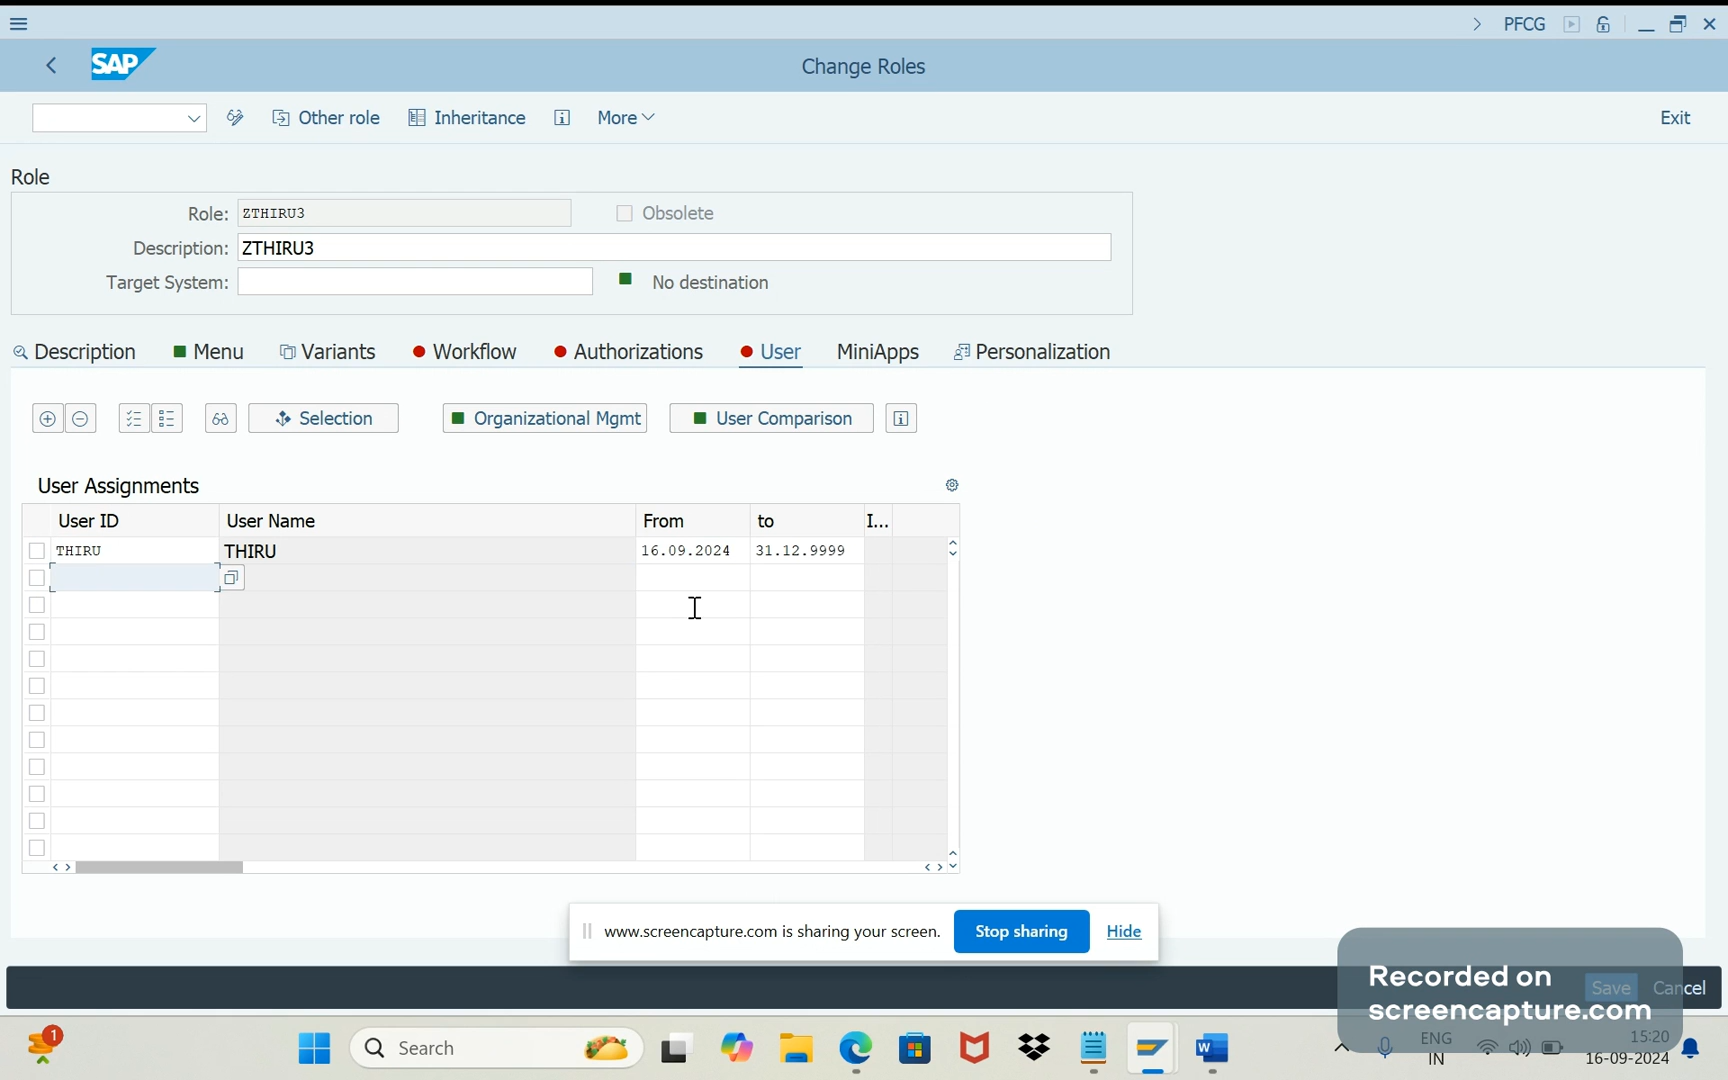 PFCG
SAP
Change Roles
Other role
Inheritance
More
Exit
Role
Role:
ZTHIRU3
Obsolete
Description:
ZTHIRU3
Target System:
No destination
Description
Menu
Variants
Workflow
Authorizations
User
MiniApps
Personalization
Selection
Organizational Mgmt
User Comparison
User Assignments
User ID
User Name
From
to
I...
THIRU
THIRU
16.09.2024
31.12.9999
www.screencapture.com is sharing your screen.
Stop sharing
Hide
Recorded on
screencapture.com
Save
Cancel
1
Search
ENG
IN
15:20
16-09-2024